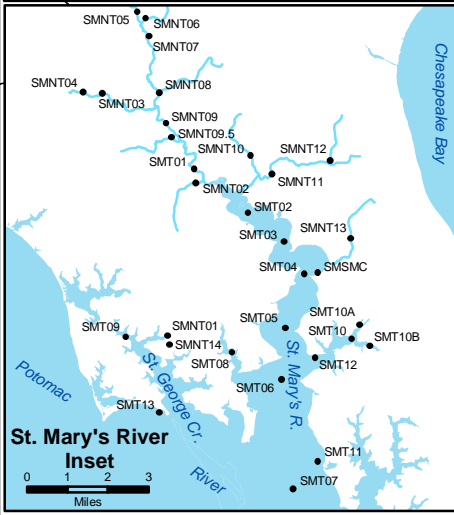 SMNT05
SMNT06
SMNT07
SMNT04
SMNT03
SMNT08
SMNT09
SMNT09.5
SMNT10
SMNT12
SMT01
SMNT11
SMNT02
SMT02
SMNT13
SMT03
SMT04
SMSMC
Chesapeake Bay
SMT10A
SMT05
SMT10
SMT10B
SMT09
SMNT01
SMNT14
SMT08
SMT12
SMT06
St. Mary's R.
St. George Cr.
Potomac
SMT13
St. Mary's River
Inset
0 1 2 3
Miles
River
SMT11
SMT07